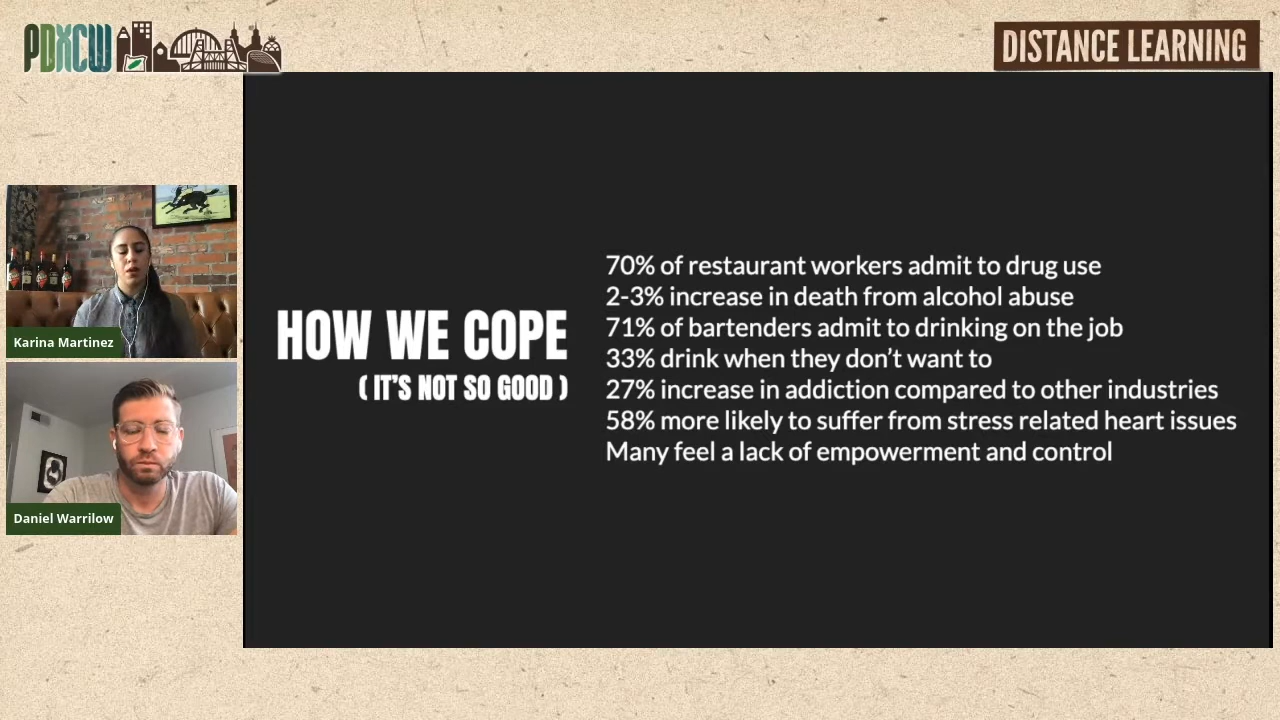 PDXCW
DISTANCE LEARNING
Karina Martinez
Daniel Warrilow
HOW WE COPE
( IT'S NOT SO GOOD )
70% of restaurant workers admit to drug use
2-3% increase in death from alcohol abuse
71% of bartenders admit to drinking on the job
33% drink when they don’t want to
27% increase in addiction compared to other industries
58% more likely to suffer from stress related heart issues
Many feel a lack of empowerment and control